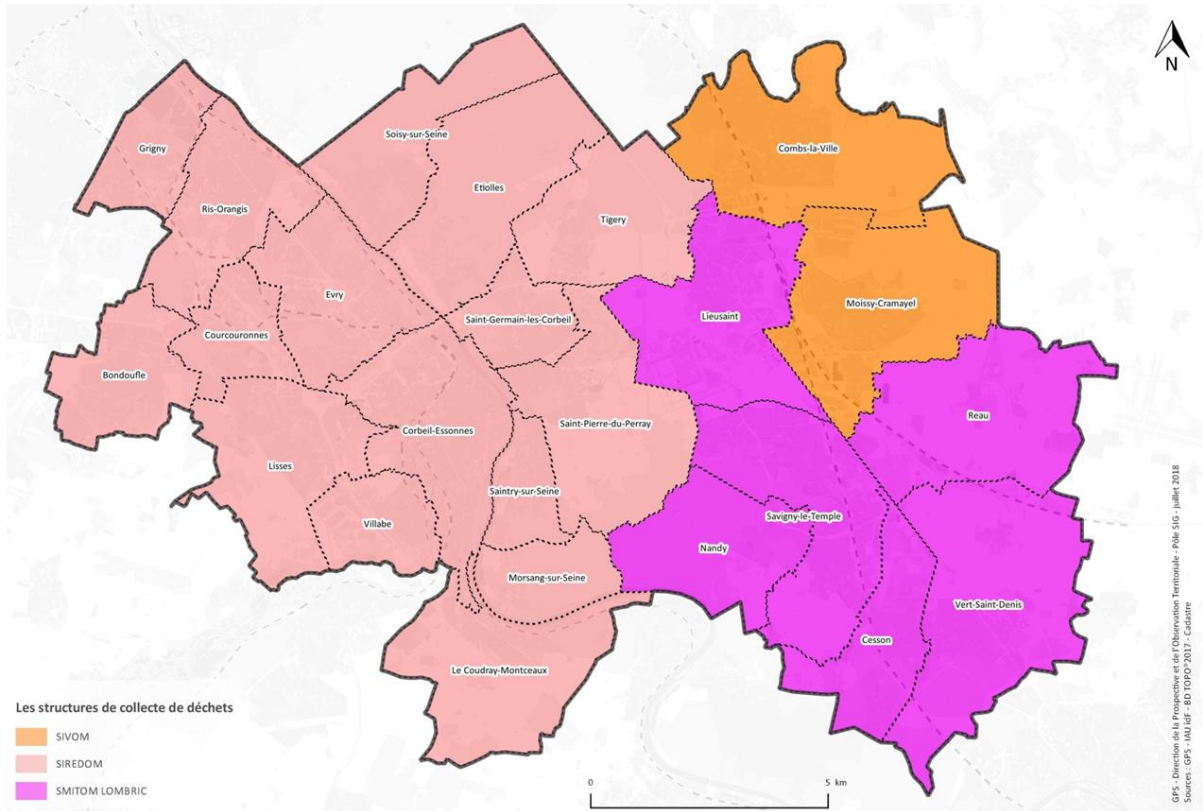 N
Combs-la-Ville
Soisy-sur-Seine
Grigny
Etiolles
Ris-Orangis
Tigery
Evry
Moissy-Cramayel
Saint-Germain-les-Corbeil
Lieusaint
Courcouronnes
Bondoufle
Reau
Saint-Pierre-du-Perray
Corbeil-Essonnes
Lisses
Saintry-sur-Seine
Savigny-le-Temple
Villabe
Nandy
Morsang-sur-Seine
Vert-Saint-Denis
Cesson
Le Coudray-Montceaux
Les structures de collecte de déchets
SIVOM
SIREDOM
SMITOM LOMBRIC
0 5 km
GPS - Direction de la Prospective et de l'Observation Territoriale - Pôle SIG - juillet 2018
Sources : GPS - IAU îdF - BD TOPO®2017 - Cadastre